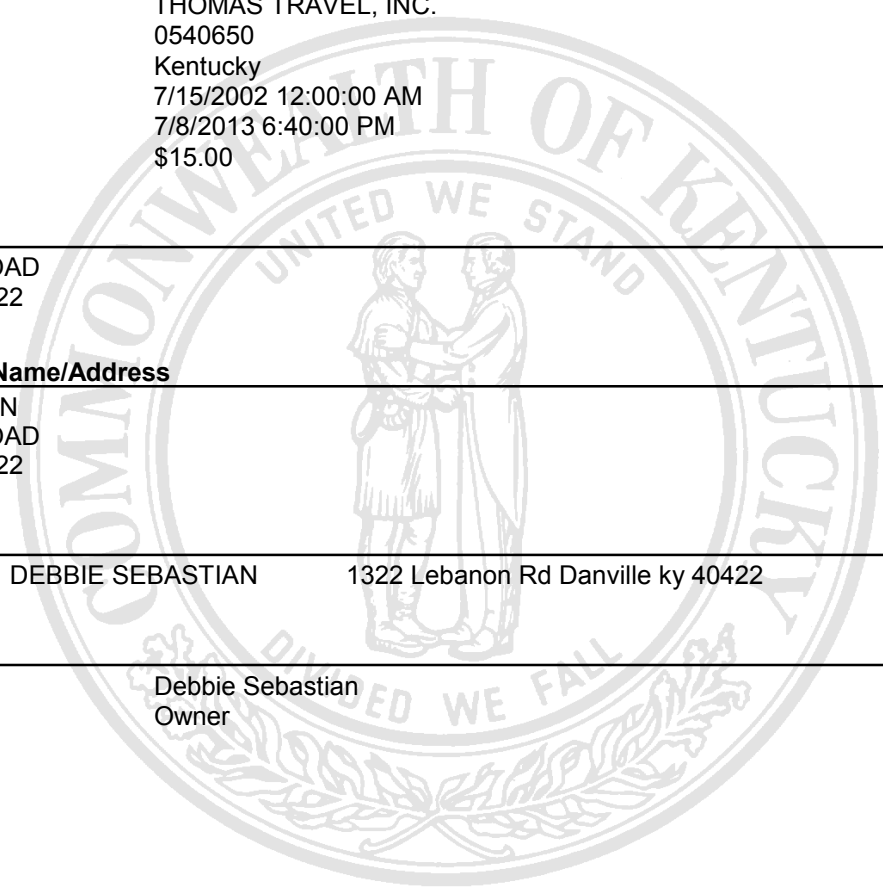 THOMAS TRAVEL, INC.
0540650
Kentucky
7/15/2002 12:00:00 AM
7/8/2013 6:40:00 PM
$15.00
COMMONWEALTH OF KENTUCKY
UNITED WE STAND
OAD
22
Name/Address
N
OAD
22
DEBBIE SEBASTIAN 1322 Lebanon Rd Danville ky 40422
DIVIDED WE FALL
Debbie Sebastian
Owner